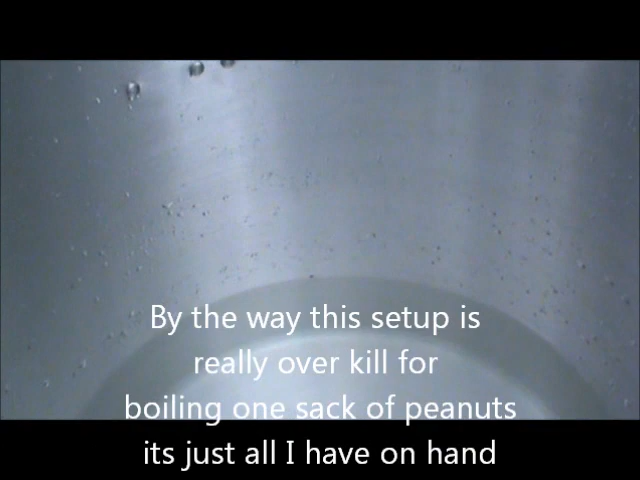 By the way this setup is
really over kill for
boiling one sack of peanuts
its just all I have on hand